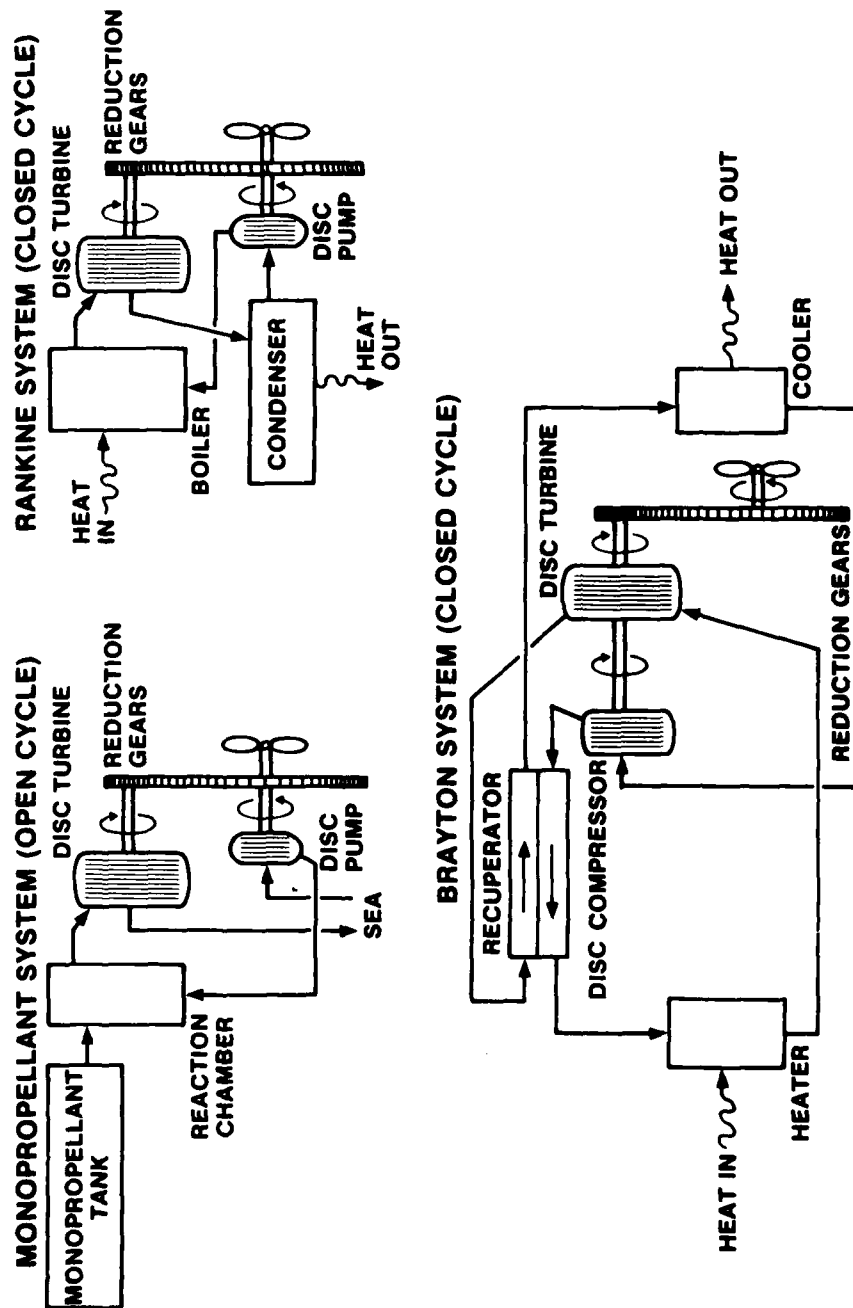 MONOPROPELLANT SYSTEM (OPEN CYCLE)
DISC TURBINE
REDUCTION
GEARS
MONOPROPELLANT
TANK
REACTION
CHAMBER
SEA
DISC
PUMP
RANKINE SYSTEM (CLOSED CYCLE)
DISC TURBINE
REDUCTION
GEARS
HEAT
IN
BOILER
CONDENSER
DISC
PUMP
HEAT
OUT
BRAYTON SYSTEM (CLOSED CYCLE)
RECUPERATOR
DISC TURBINE
DISC COMPRESSOR
HEAT OUT
COOLER
HEAT IN
HEATER
REDUCTION GEARS